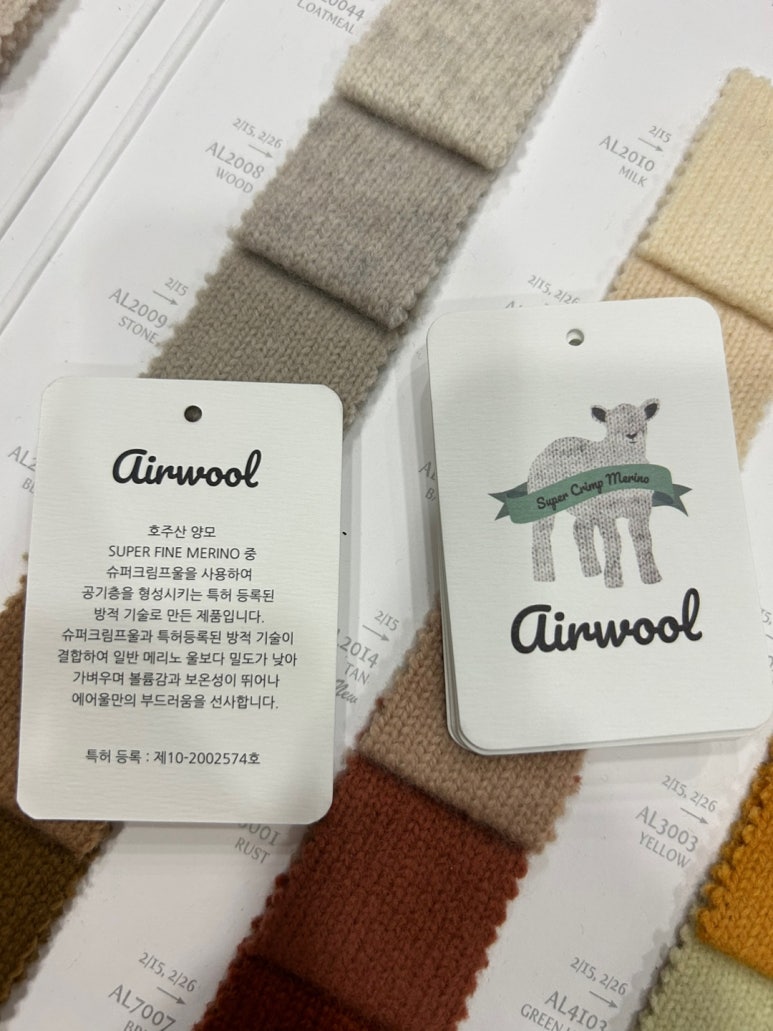 OATMEAL
2/15, 2/26
AL2008
WOOD
2/15
AL2010
MILK
2/15
AL2009
STONE
2/15, 2/26
Airwool
호주산 양모
SUPER FINE MERINO 중
슈퍼크림프울을 사용하여
공기층을 형성시키는 특허 등록된
방적 기술로 만든 제품입니다.
슈퍼크림프울과 특허등록된 방적 기술이
결합하여 일반 메리노 울보다 밀도가 낮아
가벼우며 볼륨감과 보온성이 뛰어나
에어울만의 부드러움을 선사합니다.
특허 등록 : 제10-2002574호
Super Crimp Merino
Airwool
2/15
TAN
New
RUST
2/15, 2/26
AL3003
YELLOW
2/15, 2/26
AL7007
2/15, 2/26
AL4103
GREEN